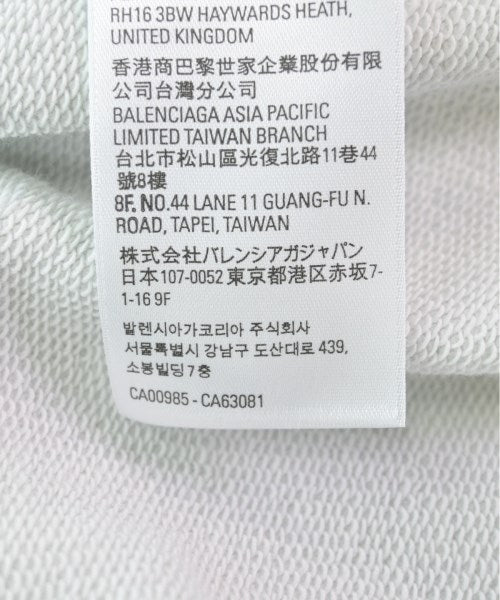 RH16 3BW HAYWARDS HEATH,
UNITED KINGDOM
香港商巴黎世家企業股份有限
公司台灣分公司
BALENCIAGA ASIA PACIFIC
LIMITED TAIWAN BRANCH
台北市松山區光復北路11巷44
號8樓
8F. NO.44 LANE 11 GUANG-FU N.
ROAD, TAPEI, TAIWAN
株式会社バレンシアガジャパン
日本107-0052 東京都港区赤坂7-
1-16 9F
발렌시아가코리아 주식회사
서울특별시 강남구 도산대로 439,
소봉빌딩 7층
CA00985 - CA63081